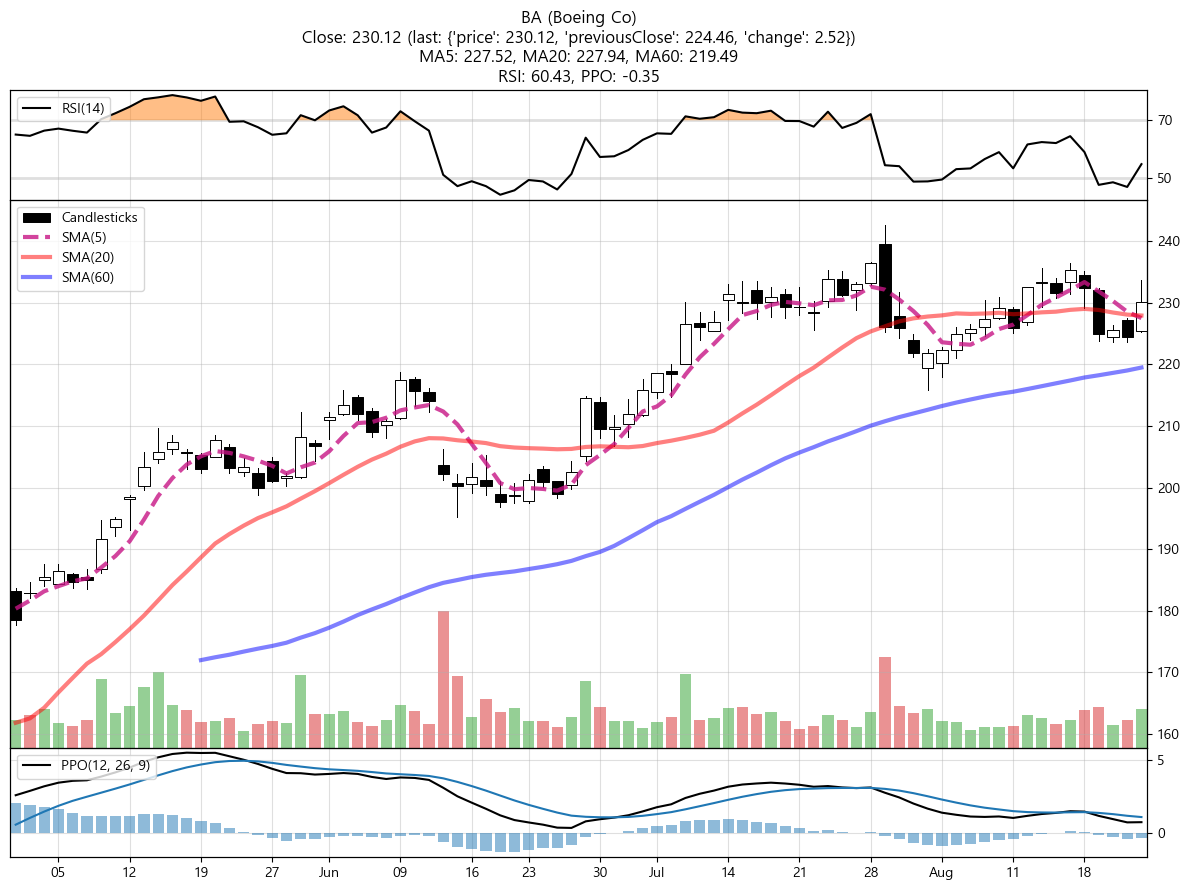 BA (Boeing Co)
Close: 230.12 (last: {'price': 230.12, 'previousClose': 224.46, 'change': 2.52})
MA5: 227.52, MA20: 227.94, MA60: 219.49
RSI: 60.43, PPO: -0.35
RSI(14)
70
50
Candlesticks
SMA(5)
SMA(20)
SMA(60)
240
230
220
210
200
190
180
170
160
PPO(12, 26, 9)
5
0
05 12 19 27 Jun 09 16 23 30 Jul 14 21 28 Aug 11 18